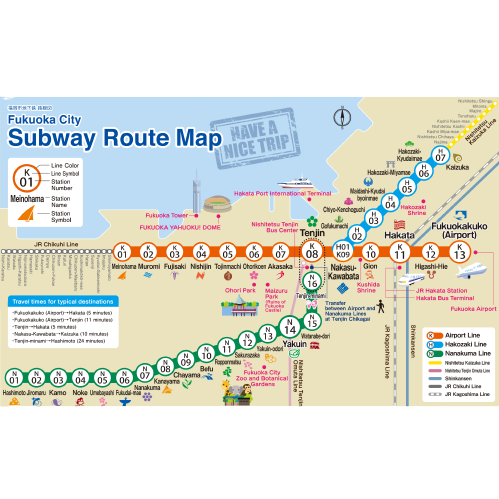 福岡市地下鉄 路線図
Fukuoka City
Subway Route Map
HAVE A
NICE TRIP
K
01
Meinohama
Line Color
Line Symbol
Station
Number
Station
Name
Station
Symbol
Hakata Port International Terminal
Fukuoka Tower
FUKUOKA YAHUOKU! DOME
Nishitetsu Tenjin
Bus Center
Tenjin
Nishitetsu
Kaizuka Line
Kaizuka
Hakozaki-
Kyudaimae
Hakozaki-Miyamae
Maidashi-Kyudai
byoinmae
Chiyo-Kenchoguchi
Gofukumachi
Hakozaki
Shrine
H
07
H
06
H
05
H
04
H
03
H
02
H01
K09
Nakasu-
Kawabata
Hakata
Fukuokakuko
(Airport)
JR Chikuhi Line
K
01
K
02
K
03
K
04
K
05
K
06
K
07
K
08
K
10
K
11
K
12
K
13
Meinohama
Muromi
Fujisaki
Nishijin
Tojinmachi
Ohorikoen
Akasaka
Gion
Higashi-Hie
Ohori Park
Maizuru
Park
(Ruins of
Fukuoka
Castle)
N
16
Tenjin-minami
Kushida
Shrine
JR Hakata Station
Hakata Bus Terminal
Fukuoka Airport
Transfer
between Airport and
Nanakuma Lines
at Tenjin Chikagai
Travel times for typical destinations
•Fukuokakuko (Airport)→Hakata (5 minutes)
•Fukuokakuko (Airport)→Tenjin (11 minutes)
•Tenjin→Hakata (5 minutes)
•Nakasu-Kawabata→Kaizuka (10 minutes)
•Tenjin-minami→Hashimoto (24 minutes)
N
15
Watanabe-dori
N
14
Yakuin
N
13
Yakuin-odori
N
12
Sakurazaka
N
11
Ropponmatsu
N
10
Befu
N
09
Chayama
N
08
Kanayama
N
07
Nanakuma
N
06
Fukudai-mae
N
05
Umebayashi
N
04
Noke
N
03
Kamo
N
02
Jiromaru
N
01
Hashimoto
Fukuoka City
Zoo and Botanical
Gardens
Nishitetsu Tenjin
Omuta Line
JR Kagoshima Line
Shinkansen
K Airport Line
H Hakozaki Line
N Nanakuma Line
Nishitetsu Kaizuka Line
Nishitetsu Tenjin Omuta Line
Shinkansen
JR Chikuhi Line
JR Kagoshima Line